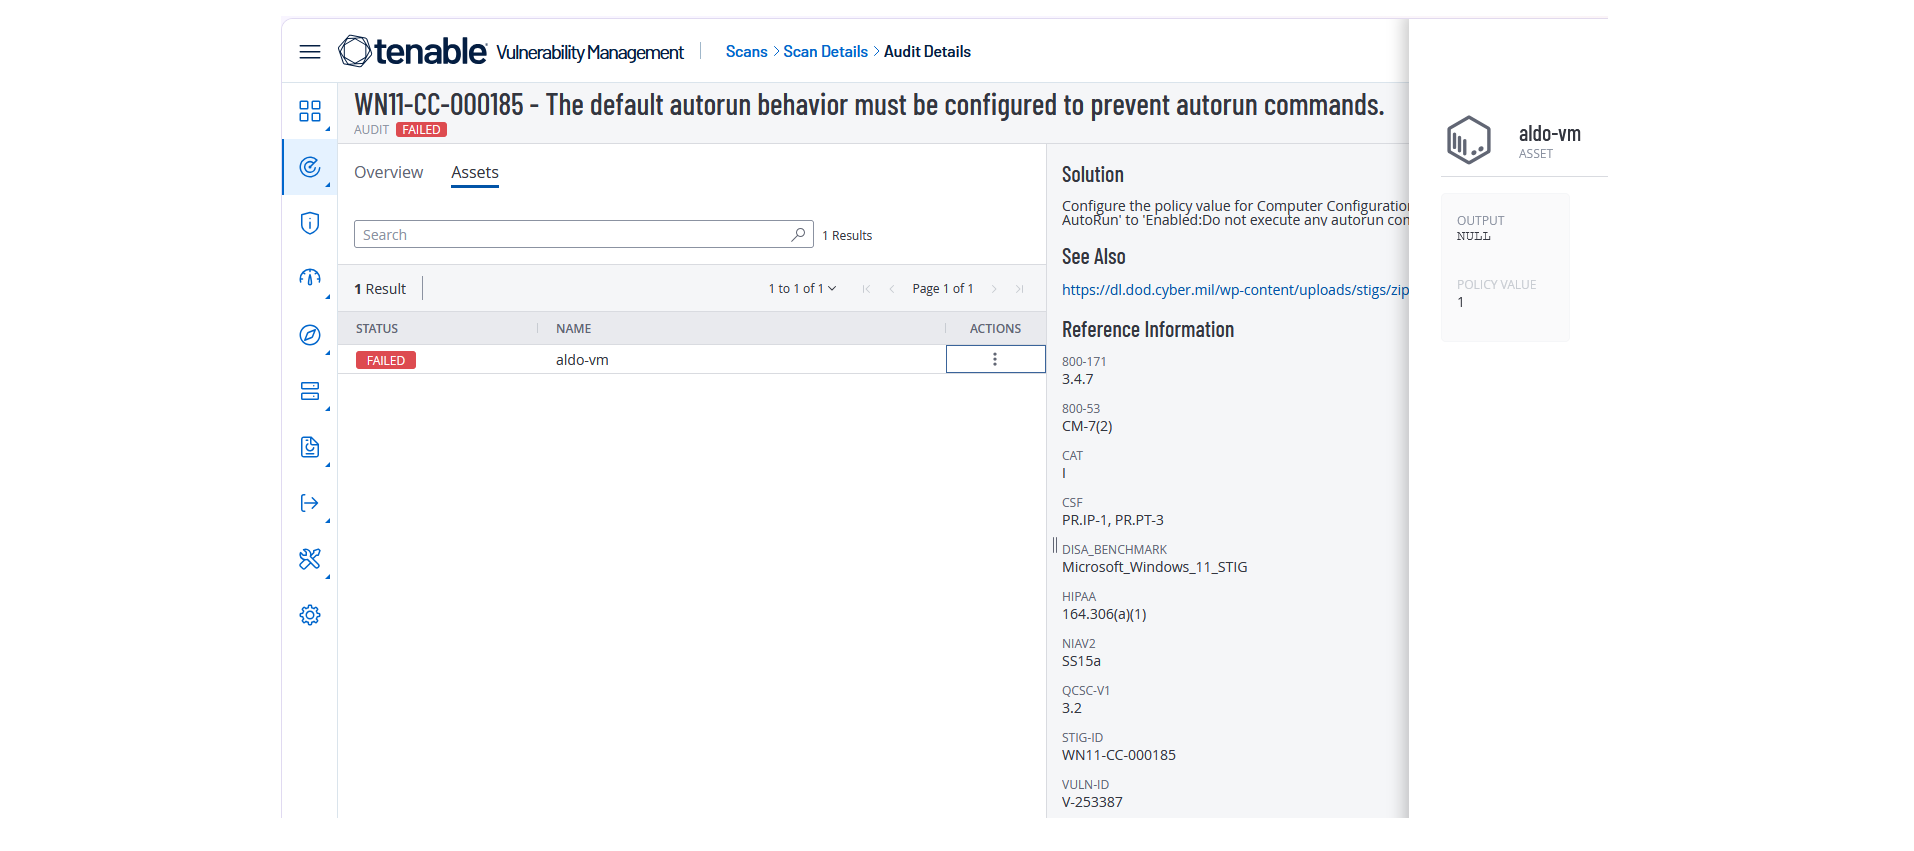 tenable Vulnerability Management
Scans > Scan Details > Audit Details
WN11-CC-000185 - The default autorun behavior must be configured to prevent autorun commands.
AUDIT FAILED
Overview
Assets
Search
1 Results
1 Result
1 to 1 of 1
Page 1 of 1
STATUS
NAME
ACTIONS
FAILED
aldo-vm
Solution
Configure the policy value for Computer Configuration
AutoRun' to 'Enabled:Do not execute any autorun com
See Also
https://dl.dod.cyber.mil/wp-content/uploads/stigs/zip
Reference Information
800-171
3.4.7
800-53
CM-7(2)
CAT
I
CSF
PR.IP-1, PR.PT-3
DISA_BENCHMARK
Microsoft_Windows_11_STIG
HIPAA
164.306(a)(1)
NIAV2
SS15a
QCSC-V1
3.2
STIG-ID
WN11-CC-000185
VULN-ID
V-253387
aldo-vm
ASSET
OUTPUT
NULL
POLICY VALUE
1